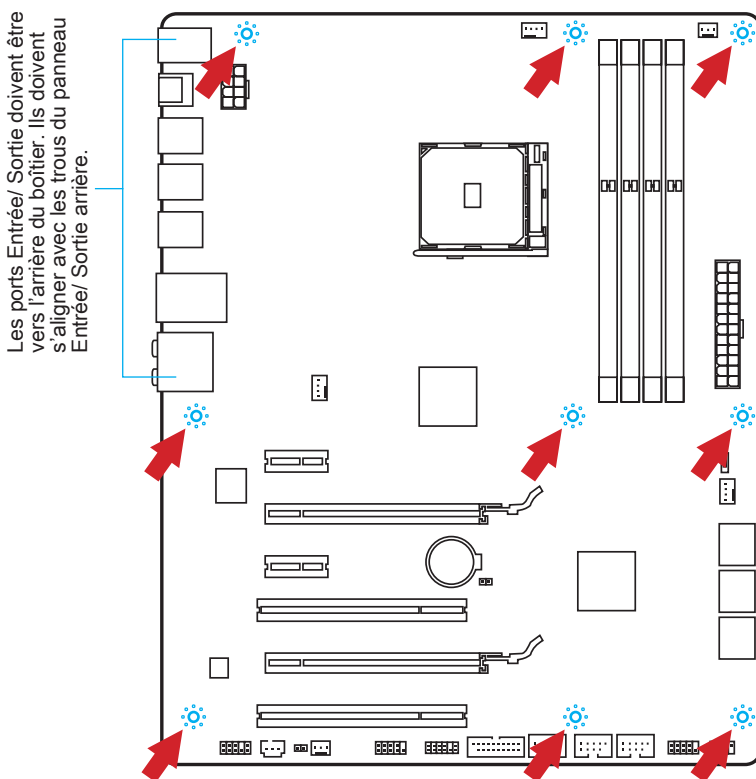 Les ports Entrée/ Sortie doivent être
vers l'arrière du boîtier. Ils doivent
s'aligner avec les trous du panneau
Entrée/ Sortie arrière.